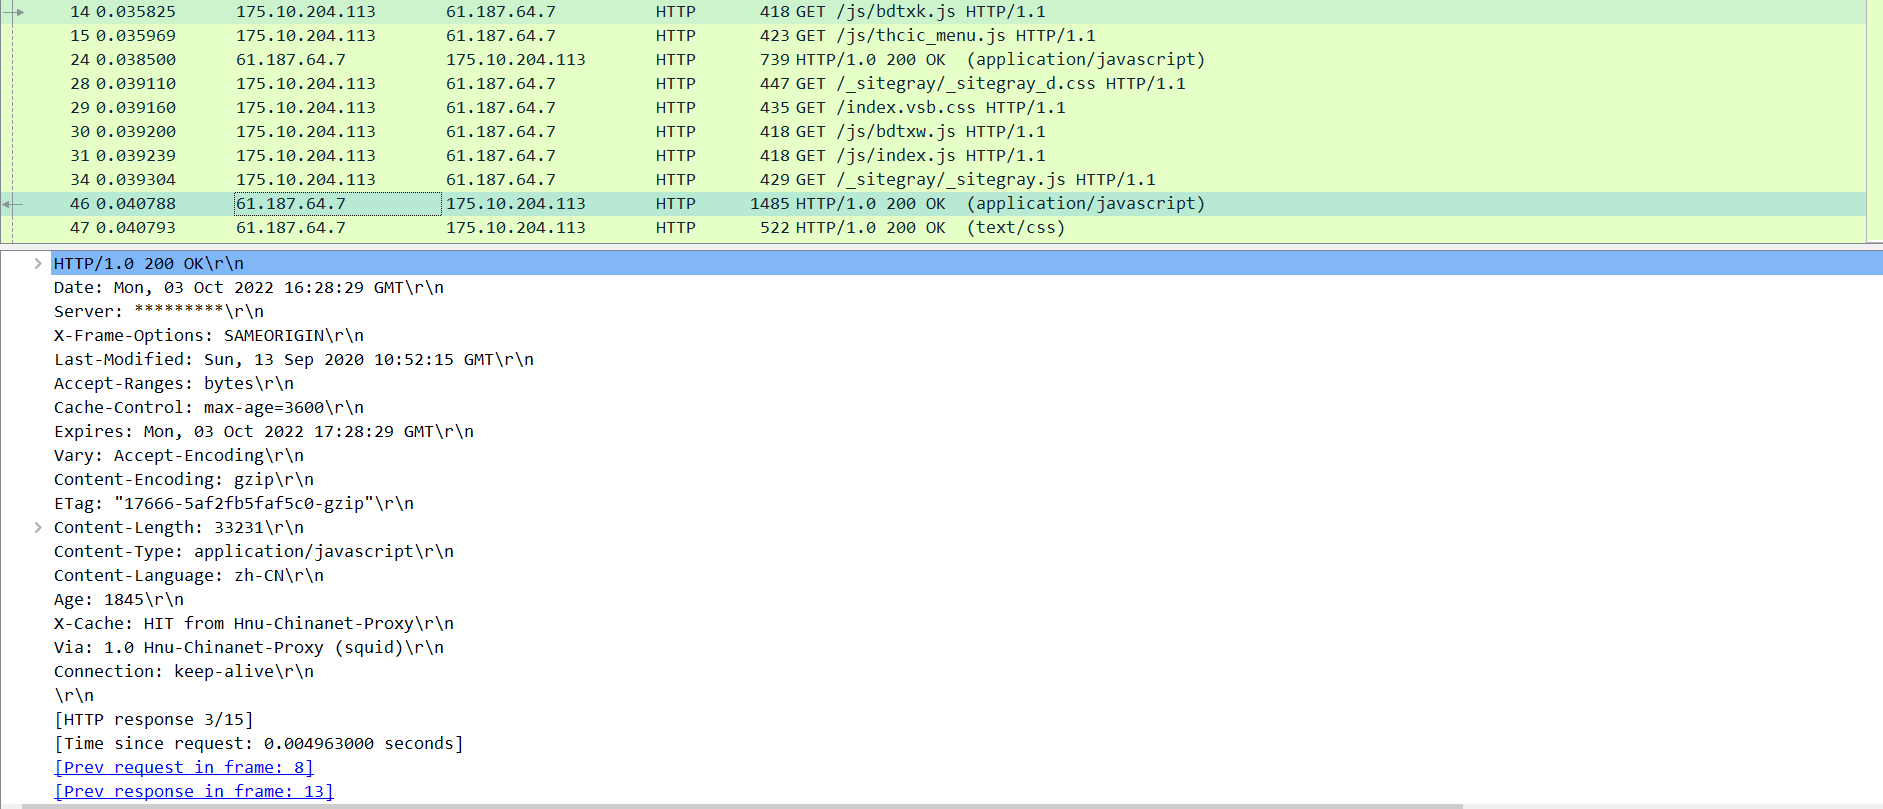 14 0.035825 175.10.204.113 61.187.64.7 HTTP 418 GET /js/bdtxk.js HTTP/1.1
15 0.035969 175.10.204.113 61.187.64.7 HTTP 423 GET /js/thcic_menu.js HTTP/1.1
24 0.038500 61.187.64.7 175.10.204.113 HTTP 739 HTTP/1.0 200 OK  (application/javascript)
28 0.039110 175.10.204.113 61.187.64.7 HTTP 447 GET /_sitegray/_sitegray_d.css HTTP/1.1
29 0.039160 175.10.204.113 61.187.64.7 HTTP 435 GET /index.vsb.css HTTP/1.1
30 0.039200 175.10.204.113 61.187.64.7 HTTP 418 GET /js/bdtxw.js HTTP/1.1
31 0.039239 175.10.204.113 61.187.64.7 HTTP 418 GET /js/index.js HTTP/1.1
34 0.039304 175.10.204.113 61.187.64.7 HTTP 429 GET /_sitegray/_sitegray.js HTTP/1.1
46 0.040788 61.187.64.7 175.10.204.113 HTTP 1485 HTTP/1.0 200 OK  (application/javascript)
47 0.040793 61.187.64.7 175.10.204.113 HTTP 522 HTTP/1.0 200 OK  (text/css)
HTTP/1.0 200 OK\r\n
Date: Mon, 03 Oct 2022 16:28:29 GMT\r\n
Server: *********\r\n
X-Frame-Options: SAMEORIGIN\r\n
Last-Modified: Sun, 13 Sep 2020 10:52:15 GMT\r\n
Accept-Ranges: bytes\r\n
Cache-Control: max-age=3600\r\n
Expires: Mon, 03 Oct 2022 17:28:29 GMT\r\n
Vary: Accept-Encoding\r\n
Content-Encoding: gzip\r\n
ETag: "17666-5af2fb5faf5c0-gzip"\r\n
Content-Length: 33231\r\n
Content-Type: application/javascript\r\n
Content-Language: zh-CN\r\n
Age: 1845\r\n
X-Cache: HIT from Hnu-Chinanet-Proxy\r\n
Via: 1.0 Hnu-Chinanet-Proxy (squid)\r\n
Connection: keep-alive\r\n
\r\n
[HTTP response 3/15]
[Time since request: 0.004963000 seconds]
[Prev request in frame: 8]
[Prev response in frame: 13]